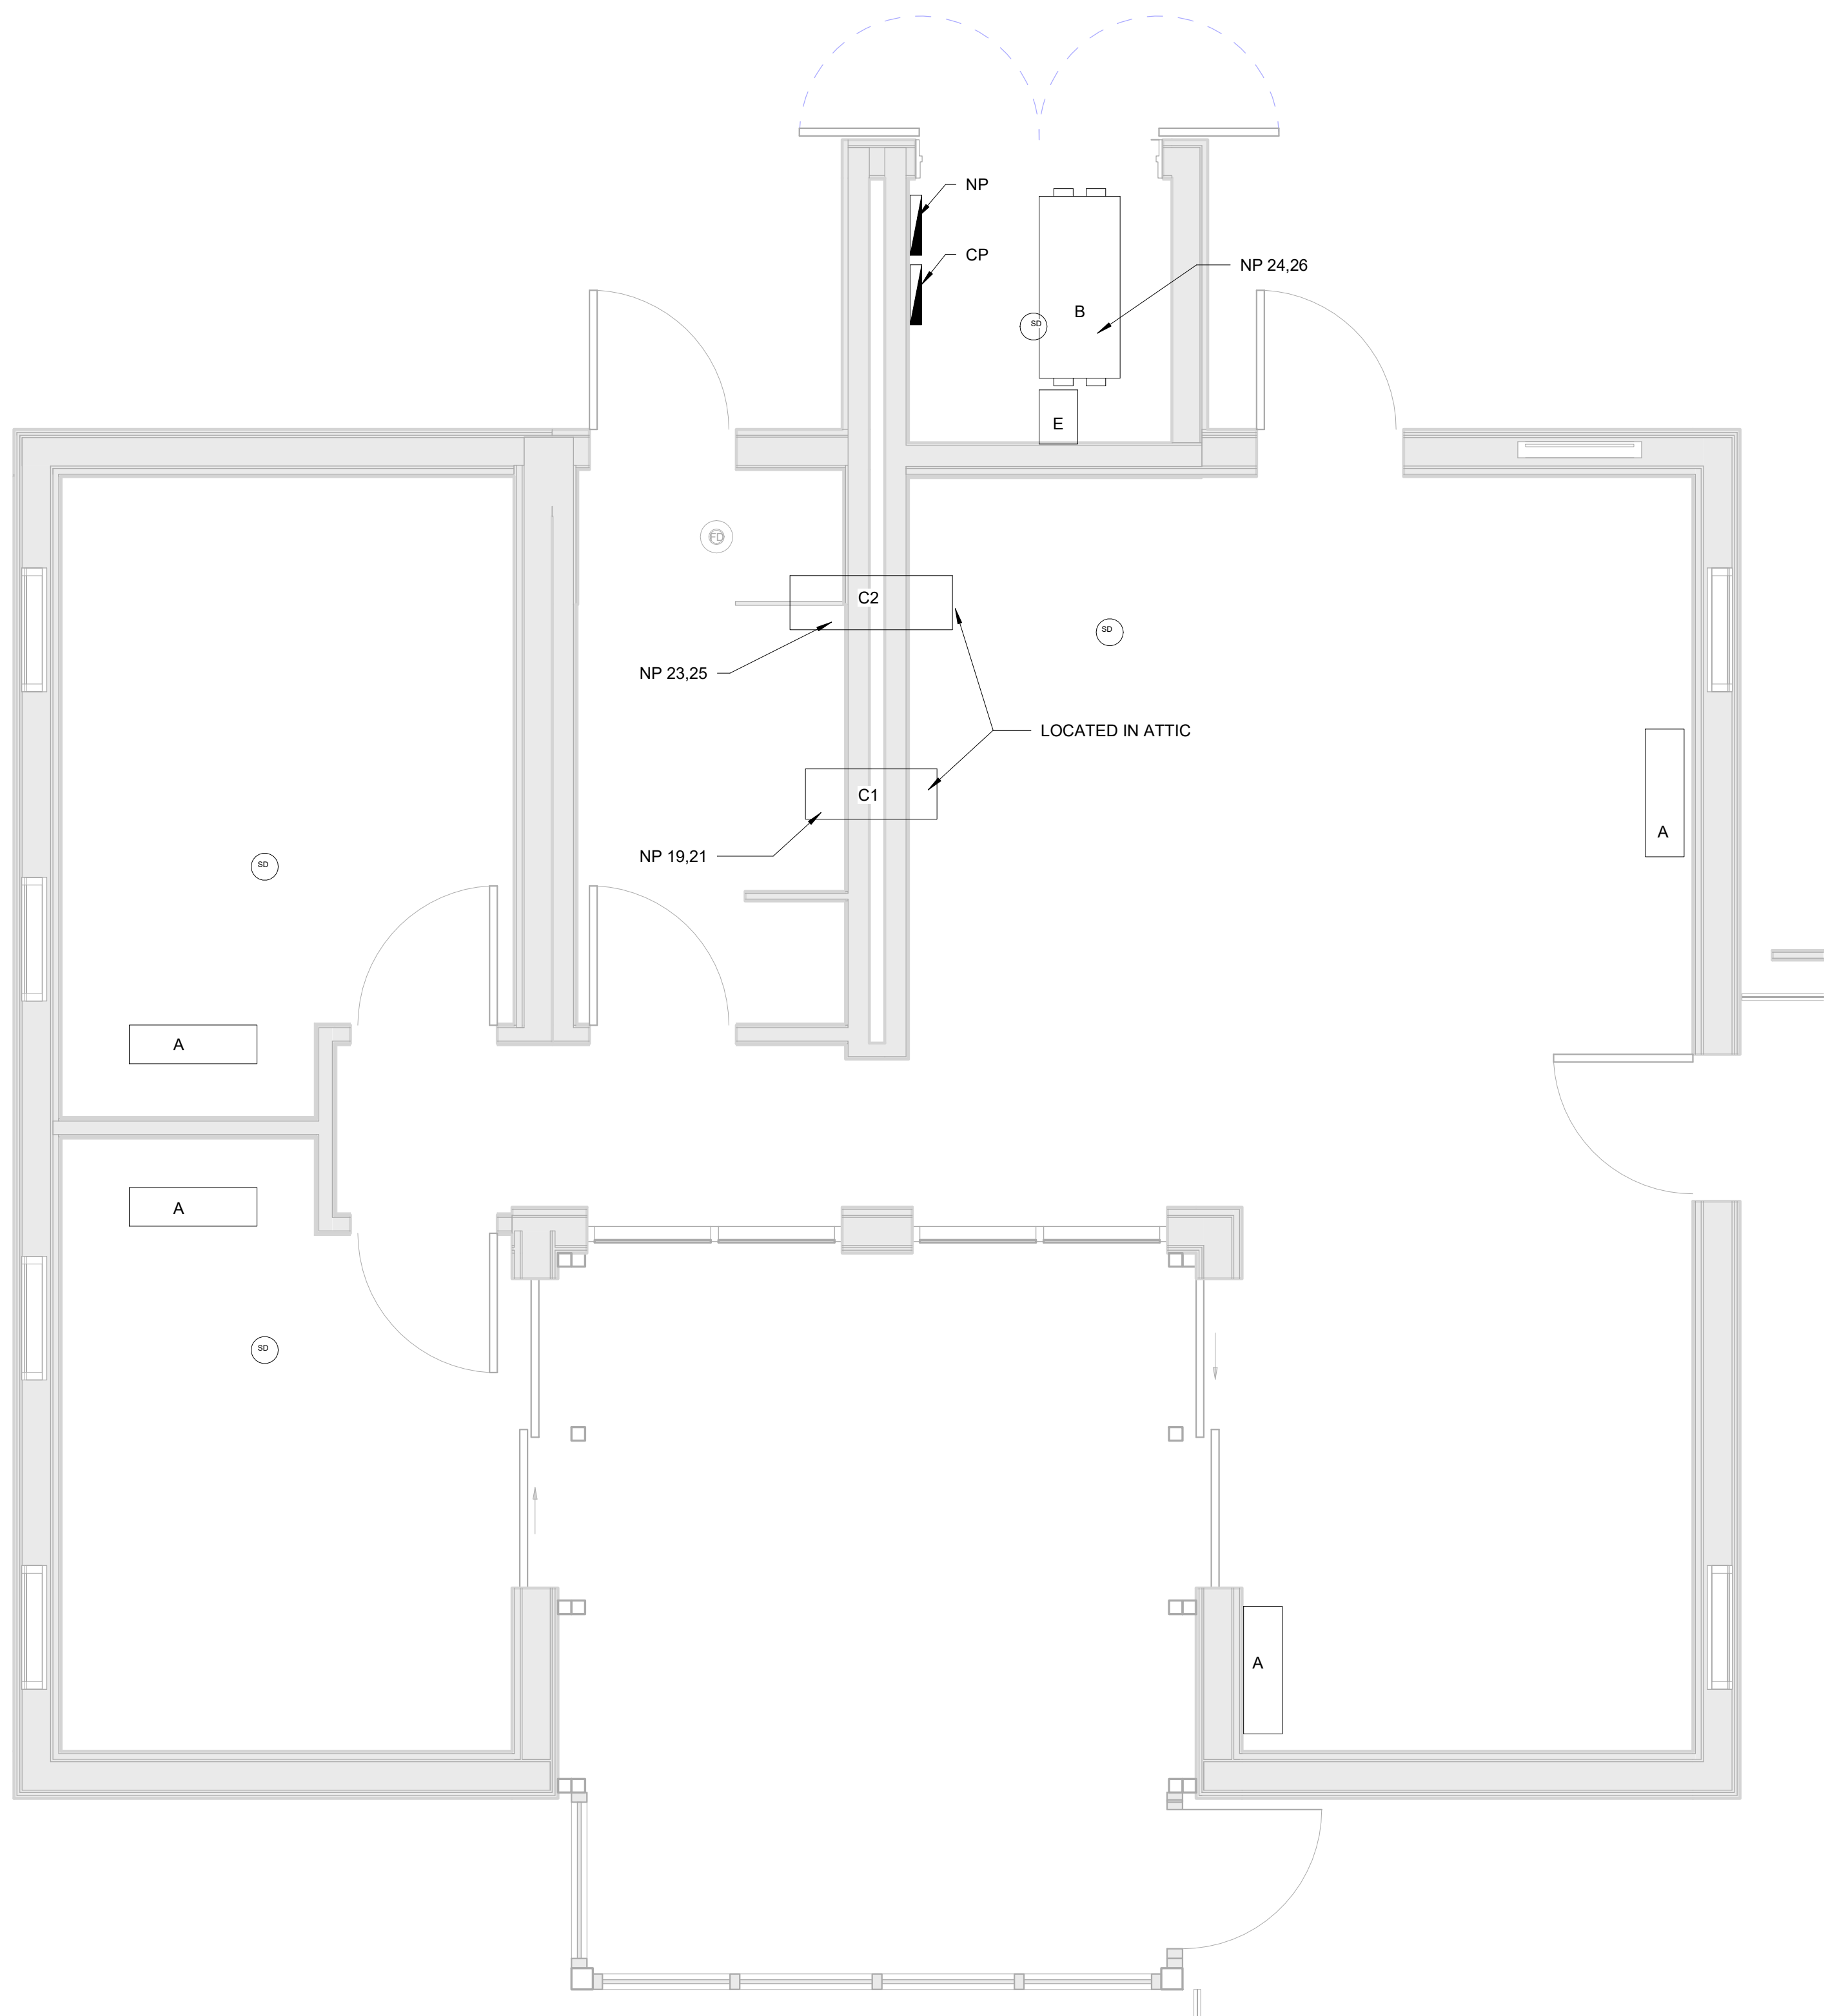 NP
CP
NP 24,26
B
SD
E
FD
C2
SD
NP 23,25
LOCATED IN ATTIC
C1
A
NP 19,21
SD
A
A
SD
A